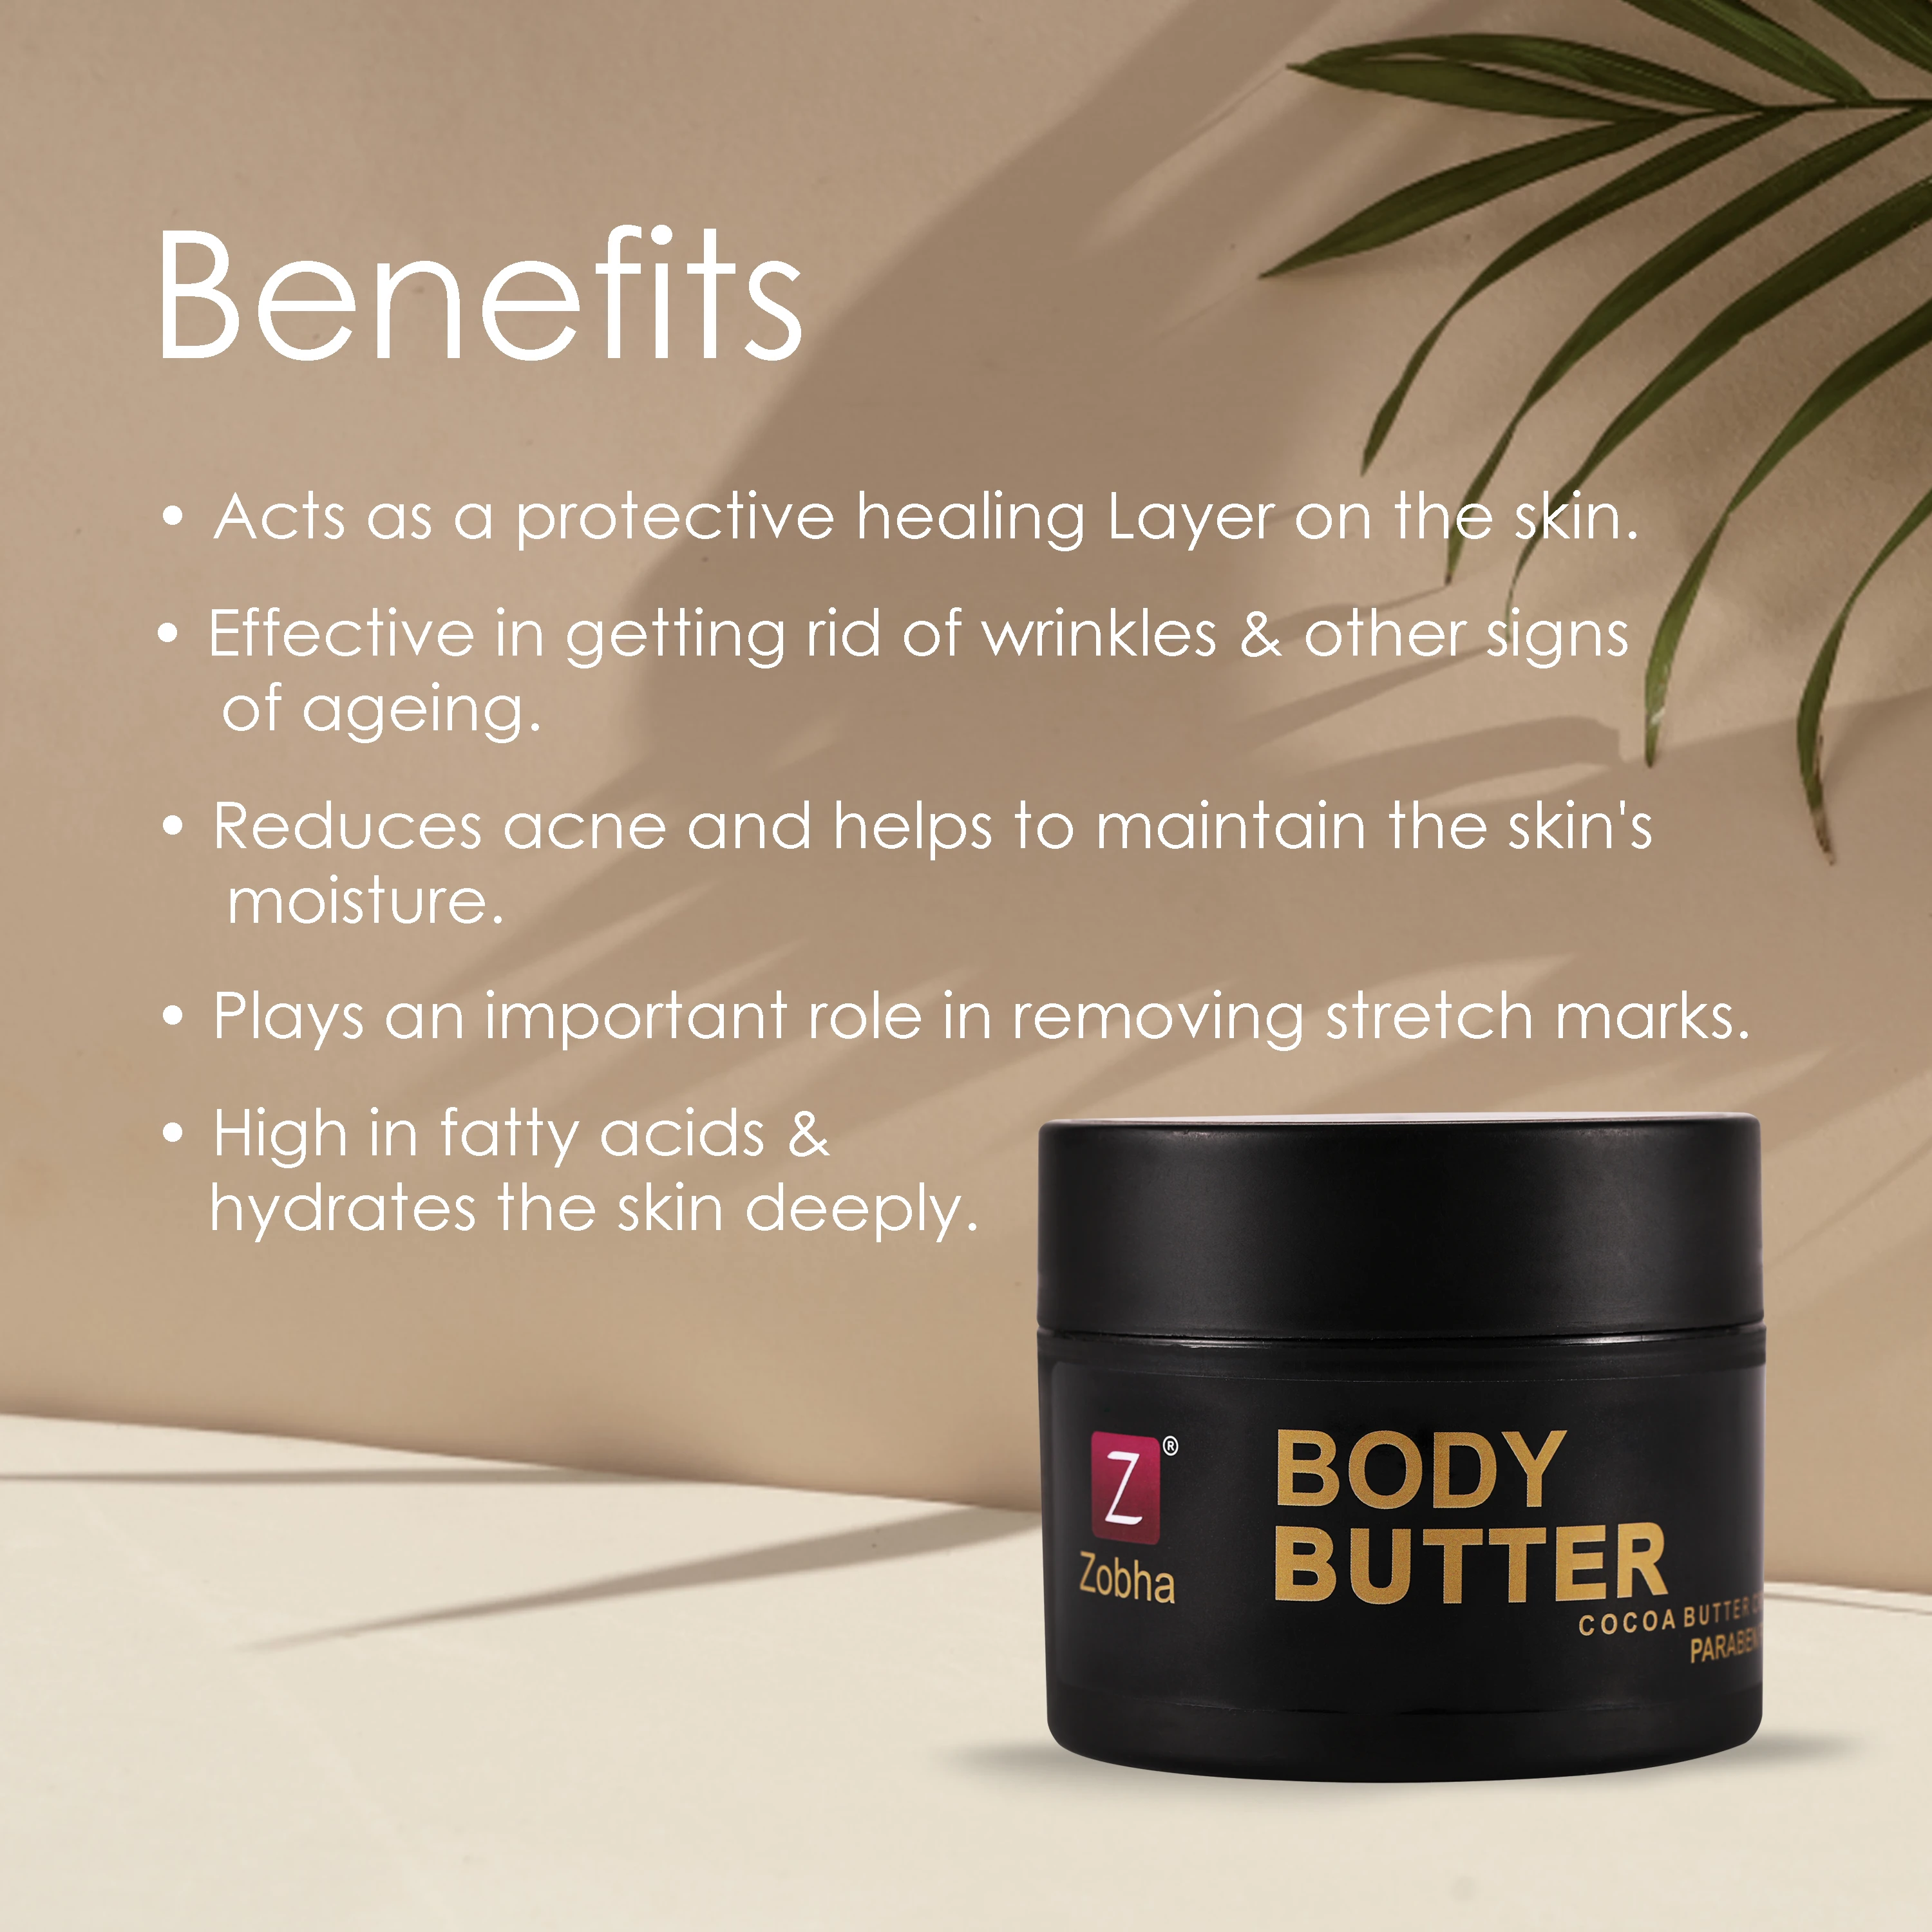 Benefits
• Acts as a protective healing Layer on the skin.
• Effective in getting rid of wrinkles & other signs
of ageing.
• Reduces acne and helps to maintain the skin's
moisture.
• Plays an important role in removing stretch marks.
• High in fatty acids &
hydrates the skin deeply.
Z®
Zobha
BODY
BUTTER
COCOA BUTTER